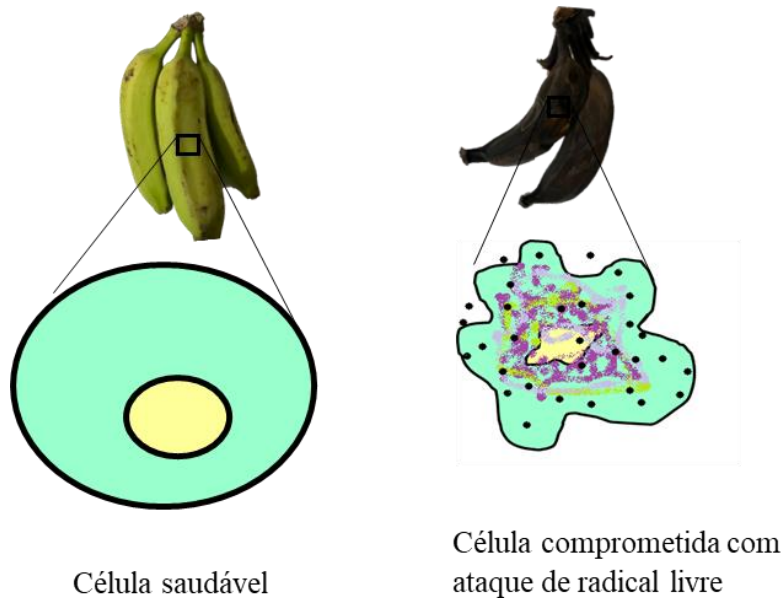 Célula saudável
Célula comprometida com
ataque de radical livre